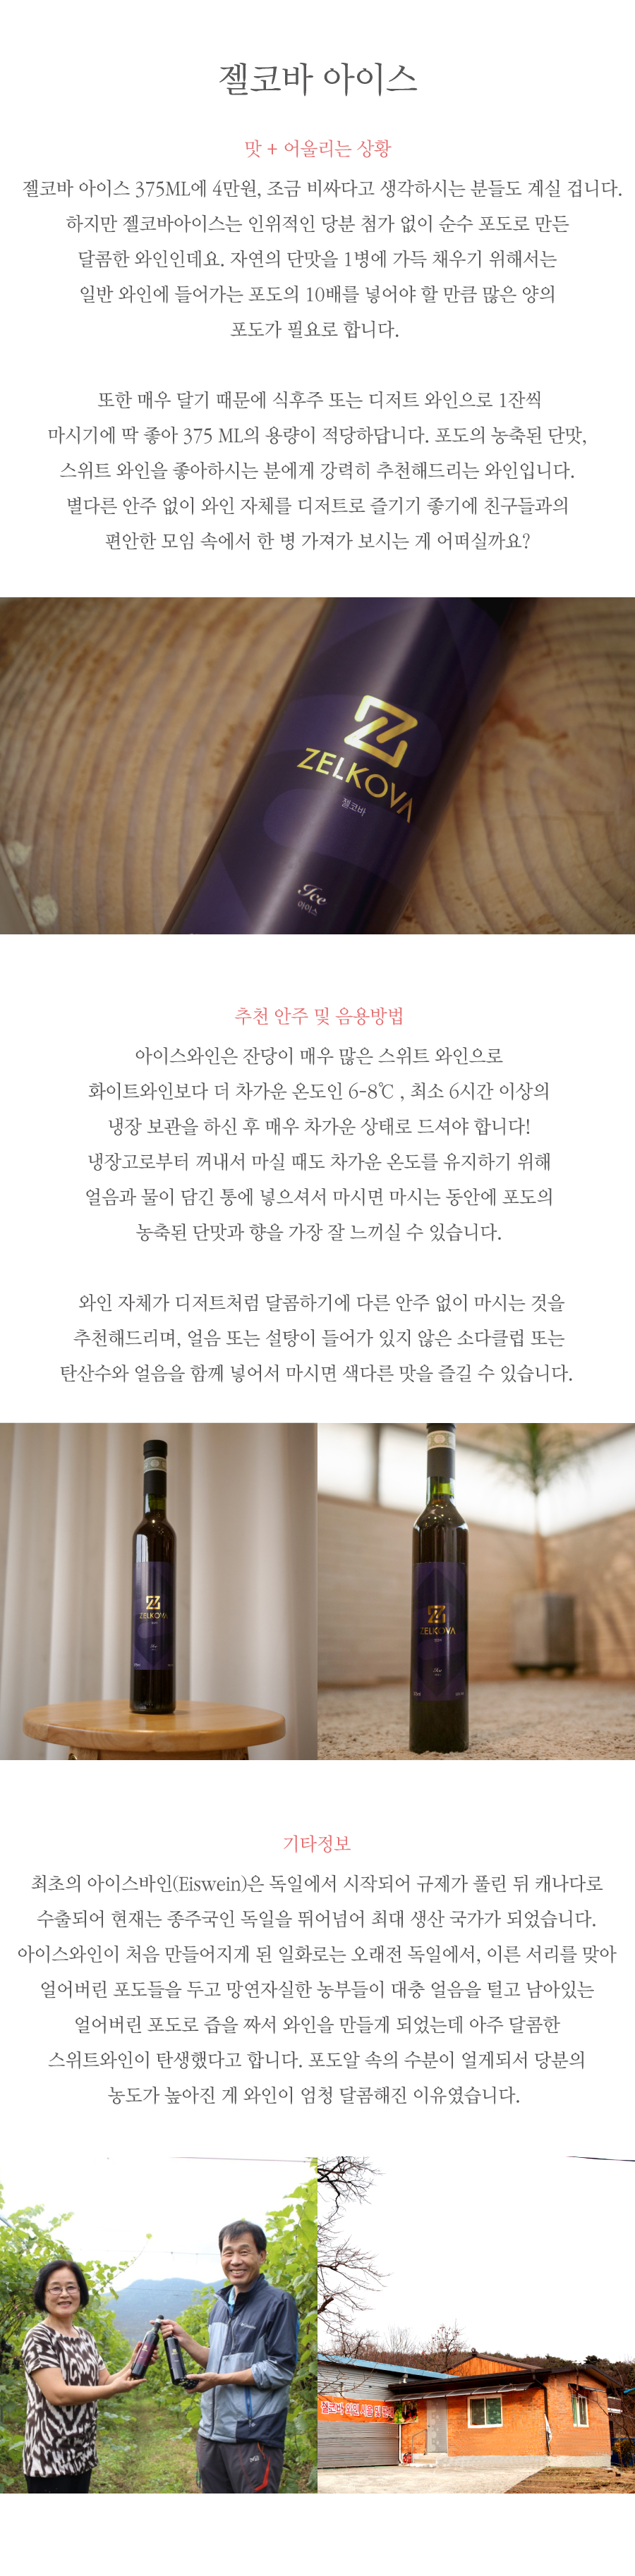 젤코바 아이스
맛 + 어울리는 상황
젤코바 아이스 375ML에 4만원, 조금 비싸다고 생각하시는 분들도 계실 겁니다.
하지만 젤코바아이스는 인위적인 당분 첨가 없이 순수 포도로 만든
달콤한 와인인데요. 자연의 단맛을 1병에 가득 채우기 위해서는
일반 와인에 들어가는 포도의 10배를 넣어야 할 만큼 많은 양의
포도가 필요로 합니다.
또한 매우 달기 때문에 식후주 또는 디저트 와인으로 1잔씩
마시기에 딱 좋아 375 ML의 용량이 적당하답니다. 포도의 농축된 단맛,
스위트 와인을 좋아하시는 분에게 강력히 추천해드리는 와인입니다.
별다른 안주 없이 와인 자체를 디저트로 즐기기 좋기에 친구들과의
편안한 모임 속에서 한 병 가져가 보시는 게 어떠실까요?
ZELKOVA
젤코바
Ice
아이스
추천 안주 및 음용방법
아이스와인은 잔당이 매우 많은 스위트 와인으로
화이트와인보다 더 차가운 온도인 6-8℃ , 최소 6시간 이상의
냉장 보관을 하신 후 매우 차가운 상태로 드셔야 합니다!
냉장고로부터 꺼내서 마실 때도 차가운 온도를 유지하기 위해
얼음과 물이 담긴 통에 넣으셔서 마시면 마시는 동안에 포도의
농축된 단맛과 향을 가장 잘 느끼실 수 있습니다.
와인 자체가 디저트처럼 달콤하기에 다른 안주 없이 마시는 것을
추천해드리며, 얼음 또는 설탕이 들어가 있지 않은 소다클럽 또는
탄산수와 얼음을 함께 넣어서 마시면 색다른 맛을 즐길 수 있습니다.
ZELKOVA
ZELKOVA
Ice
기타정보
최초의 아이스바인(Eiswein)은 독일에서 시작되어 규제가 풀린 뒤 캐나다로
수출되어 현재는 종주국인 독일을 뛰어넘어 최대 생산 국가가 되었습니다.
아이스와인이 처음 만들어지게 된 일화로는 오래전 독일에서, 이른 서리를 맞아
얼어버린 포도들을 두고 망연자실한 농부들이 대충 얼음을 털고 남아있는
얼어버린 포도로 즙을 짜서 와인을 만들게 되었는데 아주 달콤한
스위트와인이 탄생했다고 합니다. 포도알 속의 수분이 얼게되서 당분의
농도가 높아진 게 와인이 엄청 달콤해진 이유였습니다.
젤코바 와인 시음 및